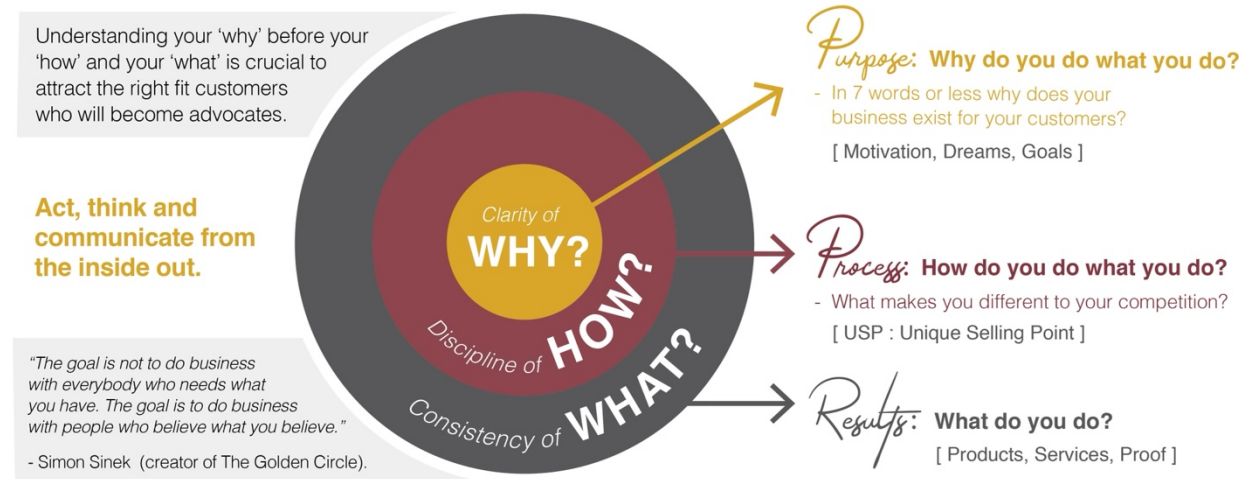 Understanding your ‘why’ before your
‘how’ and your ‘what’ is crucial to
attract the right fit customers
who will become advocates.
Act, think and
communicate from
the inside out.
“The goal is not to do business
with everybody who needs what
you have. The goal is to do business
with people who believe what you believe.”
- Simon Sinek (creator of The Golden Circle).
Clarity of
WHY?
Discipline of HOW?
Consistency of WHAT?
Purpose: Why do you do what you do?
- In 7 words or less why does your
business exist for your customers?
[ Motivation, Dreams, Goals ]
Process: How do you do what you do?
- What makes you different to your competition?
[ USP : Unique Selling Point ]
Results: What do you do?
[ Products, Services, Proof ]